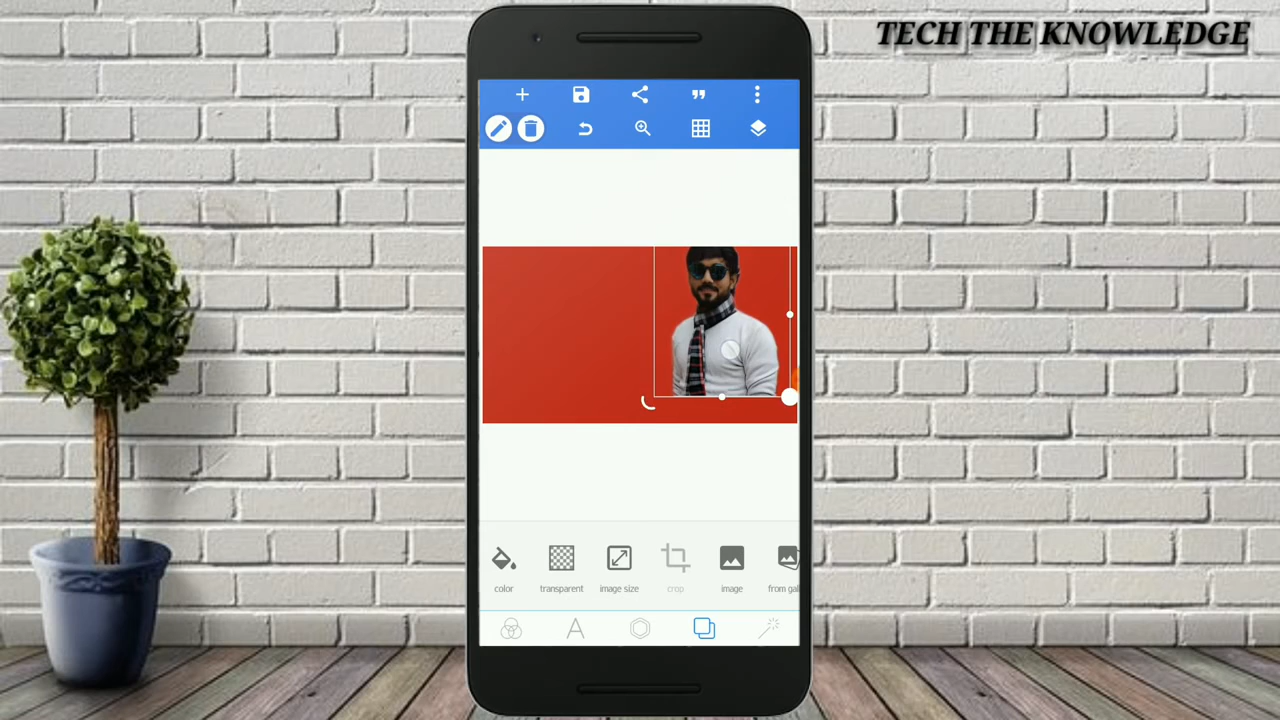 TECH THE KNOWLEDGE
color
transparent
image size
crop
image
from gal